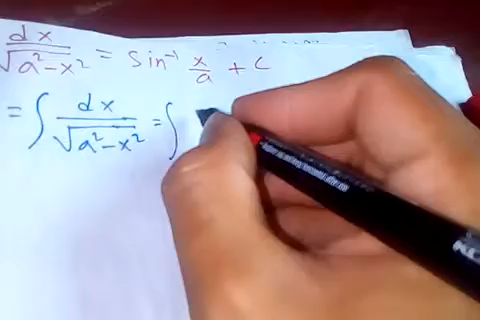 dx/√(a²-x²) = Sin⁻¹ x/a + c
= ∫ dx/√(a²-x²) = ∫